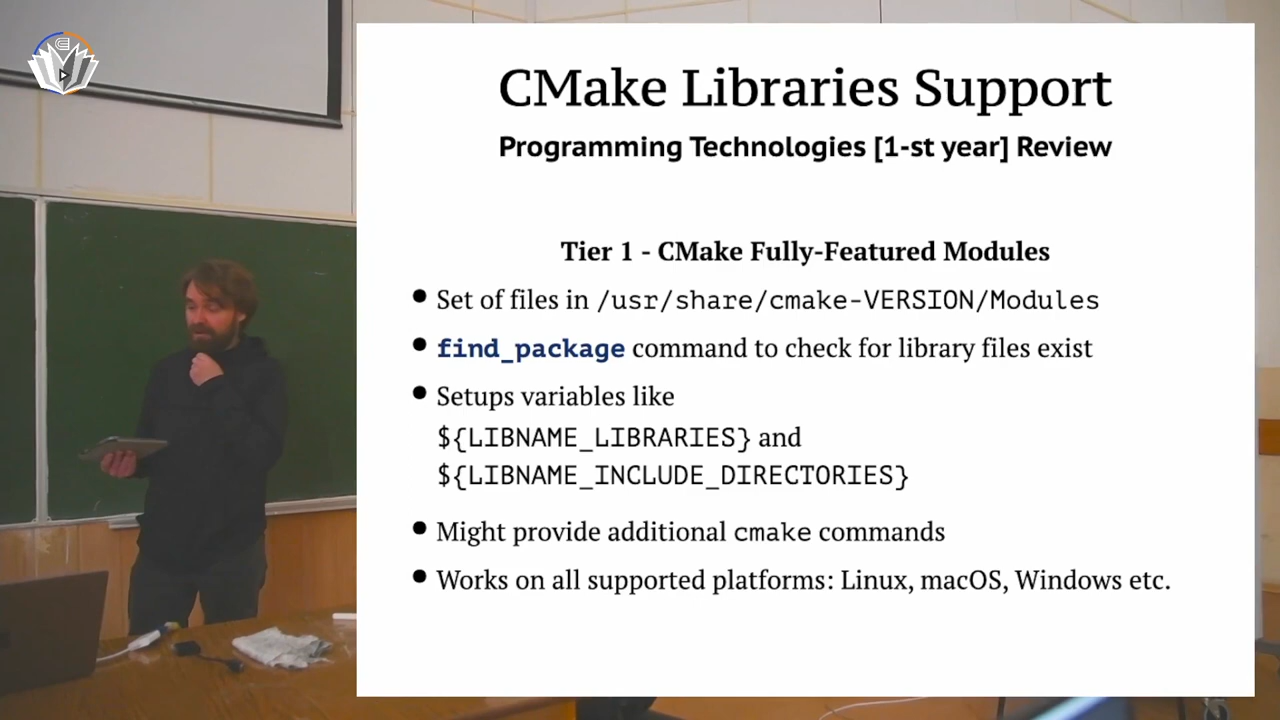 CMake Libraries Support
Programming Technologies [1-st year] Review
Tier 1 - CMake Fully-Featured Modules
• Set of files in /usr/share/cmake-VERSION/Modules
• find_package command to check for library files exist
• Setups variables like
${LIBNAME_LIBRARIES} and
${LIBNAME_INCLUDE_DIRECTORIES}
• Might provide additional cmake commands
• Works on all supported platforms: Linux, macOS, Windows etc.